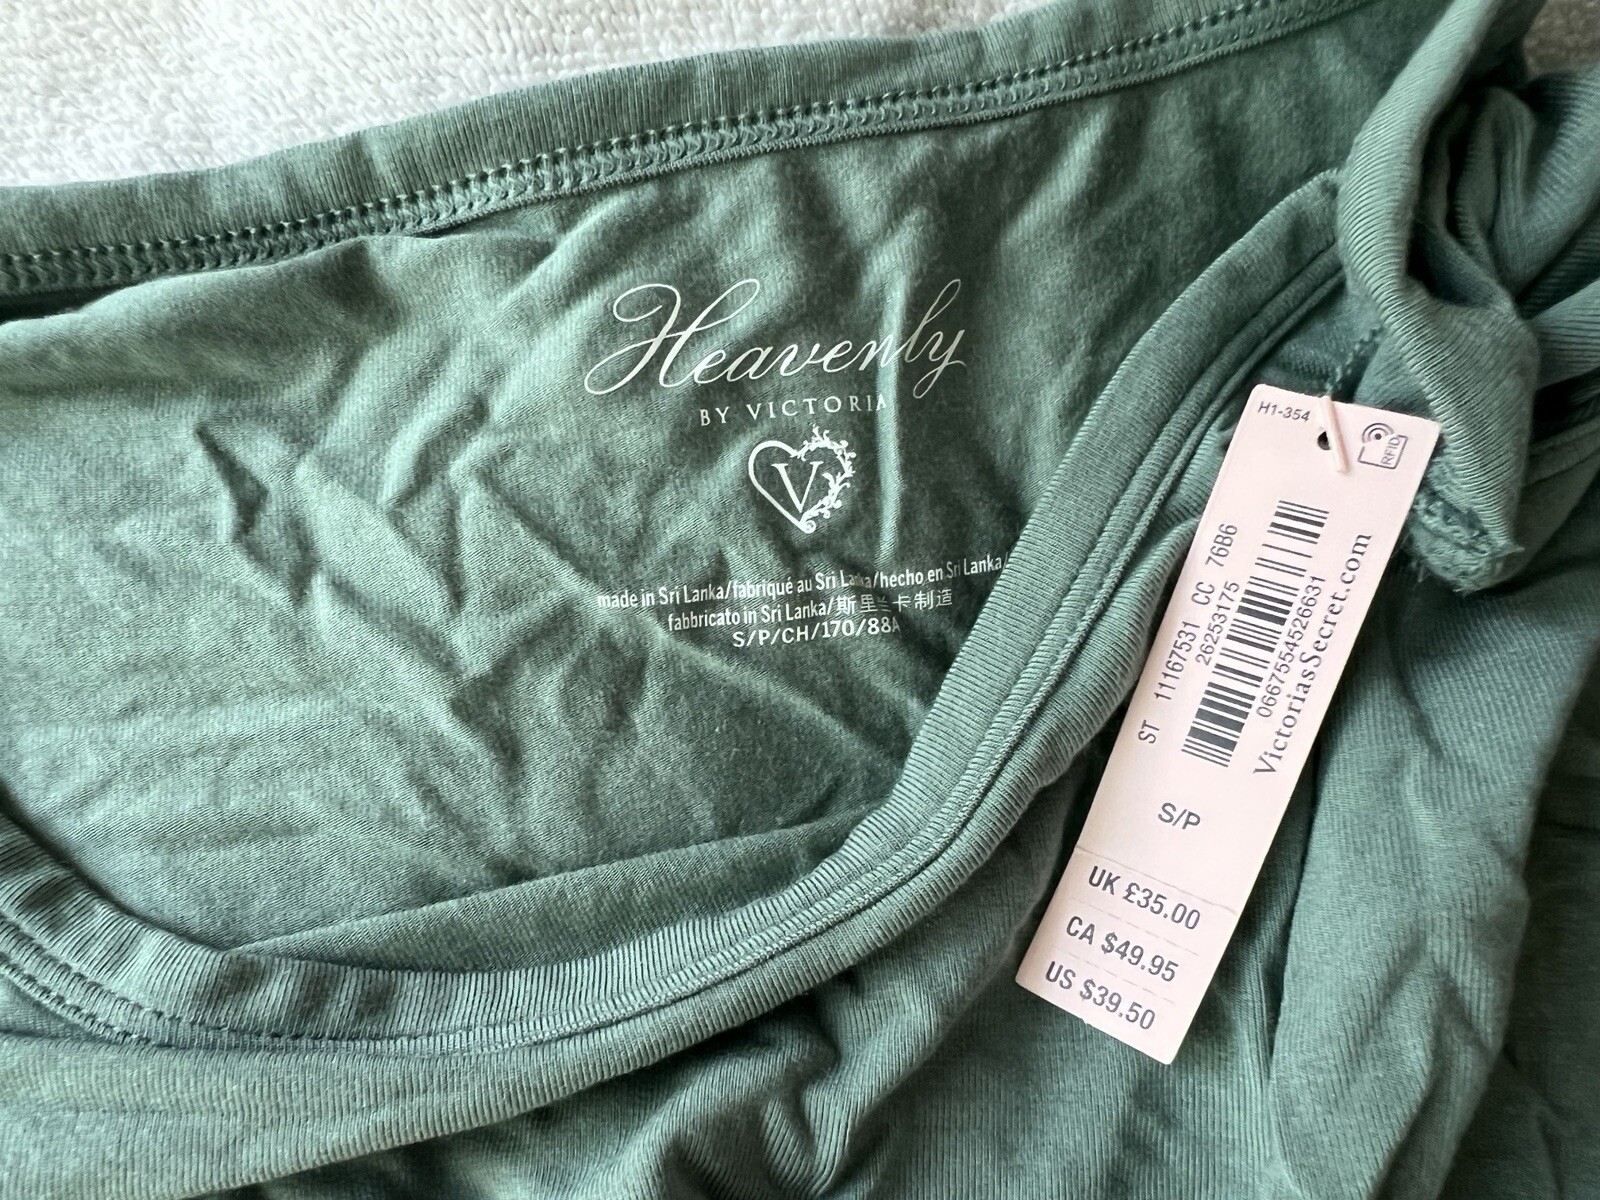 Heavenly
BY VICTORIA
V
made in Sri Lanka/fabriqué au Sri Lanka/hecho en Sri Lanka/
fabbricato in Sri Lanka/斯里兰卡制造
S/P/CH/170/88A
H1-354
RFID
ST 11167531 CC 76B6
26253175
0667554526631
VictoriasSecret.com
S/P
UK £35.00
CA $49.95
US $39.50